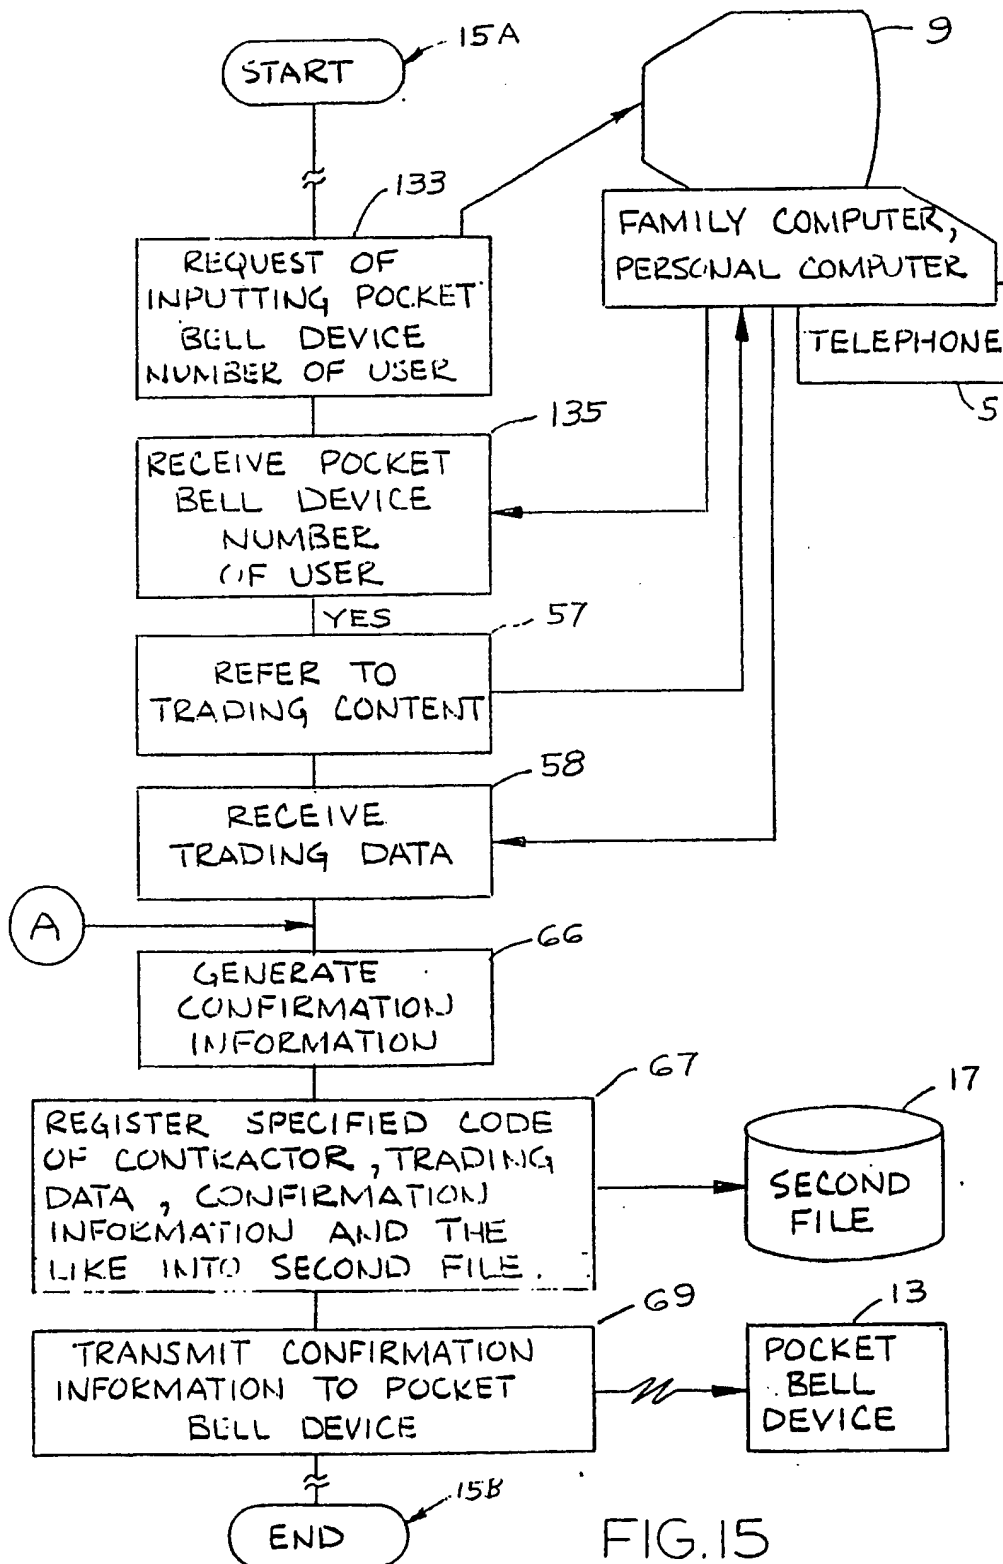 15A
START
9
133
REQUEST OF
INPUTTING POCKET
BELL DEVICE
NUMBER OF USER
FAMILY COMPUTER,
PERSONAL COMPUTER
TELEPHONE
5
135
RECEIVE POCKET
BELL DEVICE
NUMBER
OF USER
YES
57
REFER TO
TRADING CONTENT
58
RECEIVE
TRADING DATA
A
66
GENERATE
CONFIRMATION
INFORMATION
67
REGISTER SPECIFIED CODE
OF CONTRACTOR, TRADING
DATA, CONFIRMATION
INFORMATION AND THE
LIKE INTO SECOND FILE.
17
SECOND
FILE
69
TRANSMIT CONFIRMATION
INFORMATION TO POCKET
BELL DEVICE
13
POCKET
BELL
DEVICE
15B
END
FIG.15